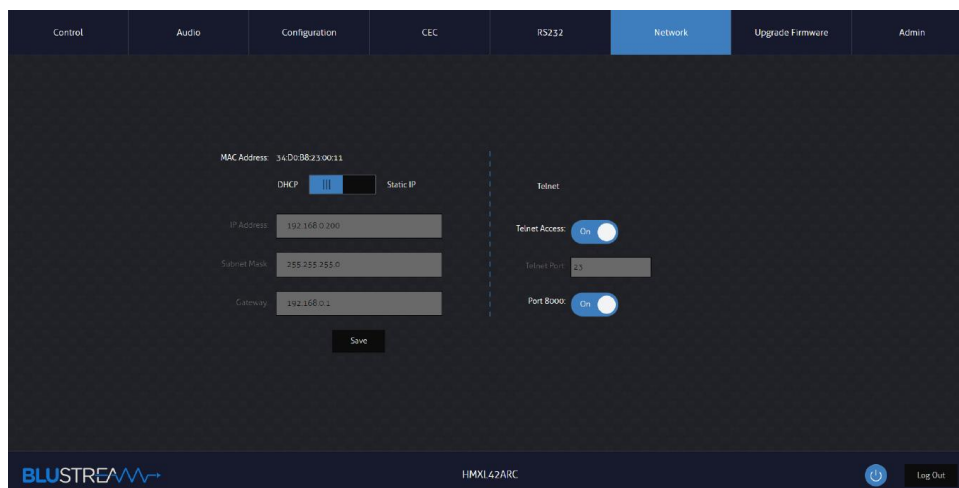 Control Audio Configuration CEC RS232 Network Upgrade Firmware Admin
MAC Address: 34:D0:B8:23:00:11
DHCP Static IP
IP Address: 192.168.0.200
Subnet Mask: 255.255.255.0
Gateway: 192.168.0.1
Save
Telnet
Telnet Access: On
Telnet Port: 23
Port 8000: On
BLUSTREAM HMXL42ARC Log Out